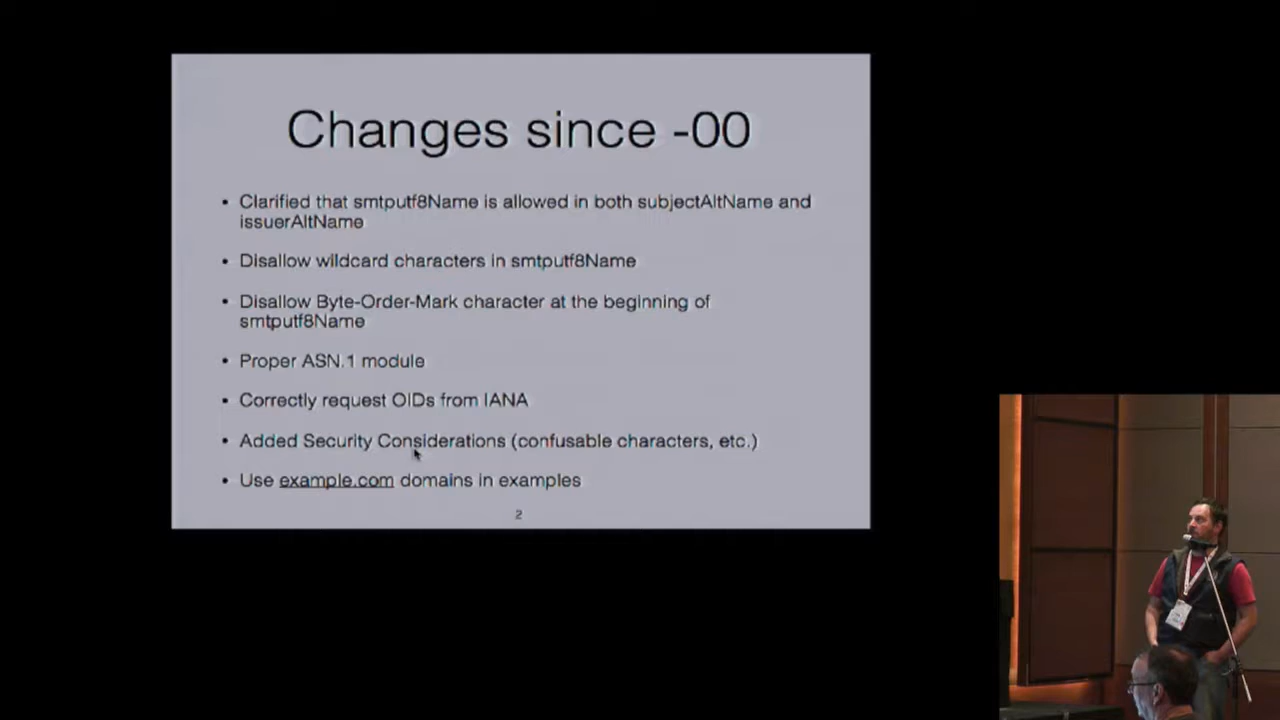 Changes since -00
• Clarified that smtputf8Name is allowed in both subjectAltName and
issuerAltName
• Disallow wildcard characters in smtputf8Name
• Disallow Byte-Order-Mark character at the beginning of
smtputf8Name
• Proper ASN.1 module
• Correctly request OIDs from IANA
• Added Security Considerations (confusable characters, etc.)
• Use example.com domains in examples
2